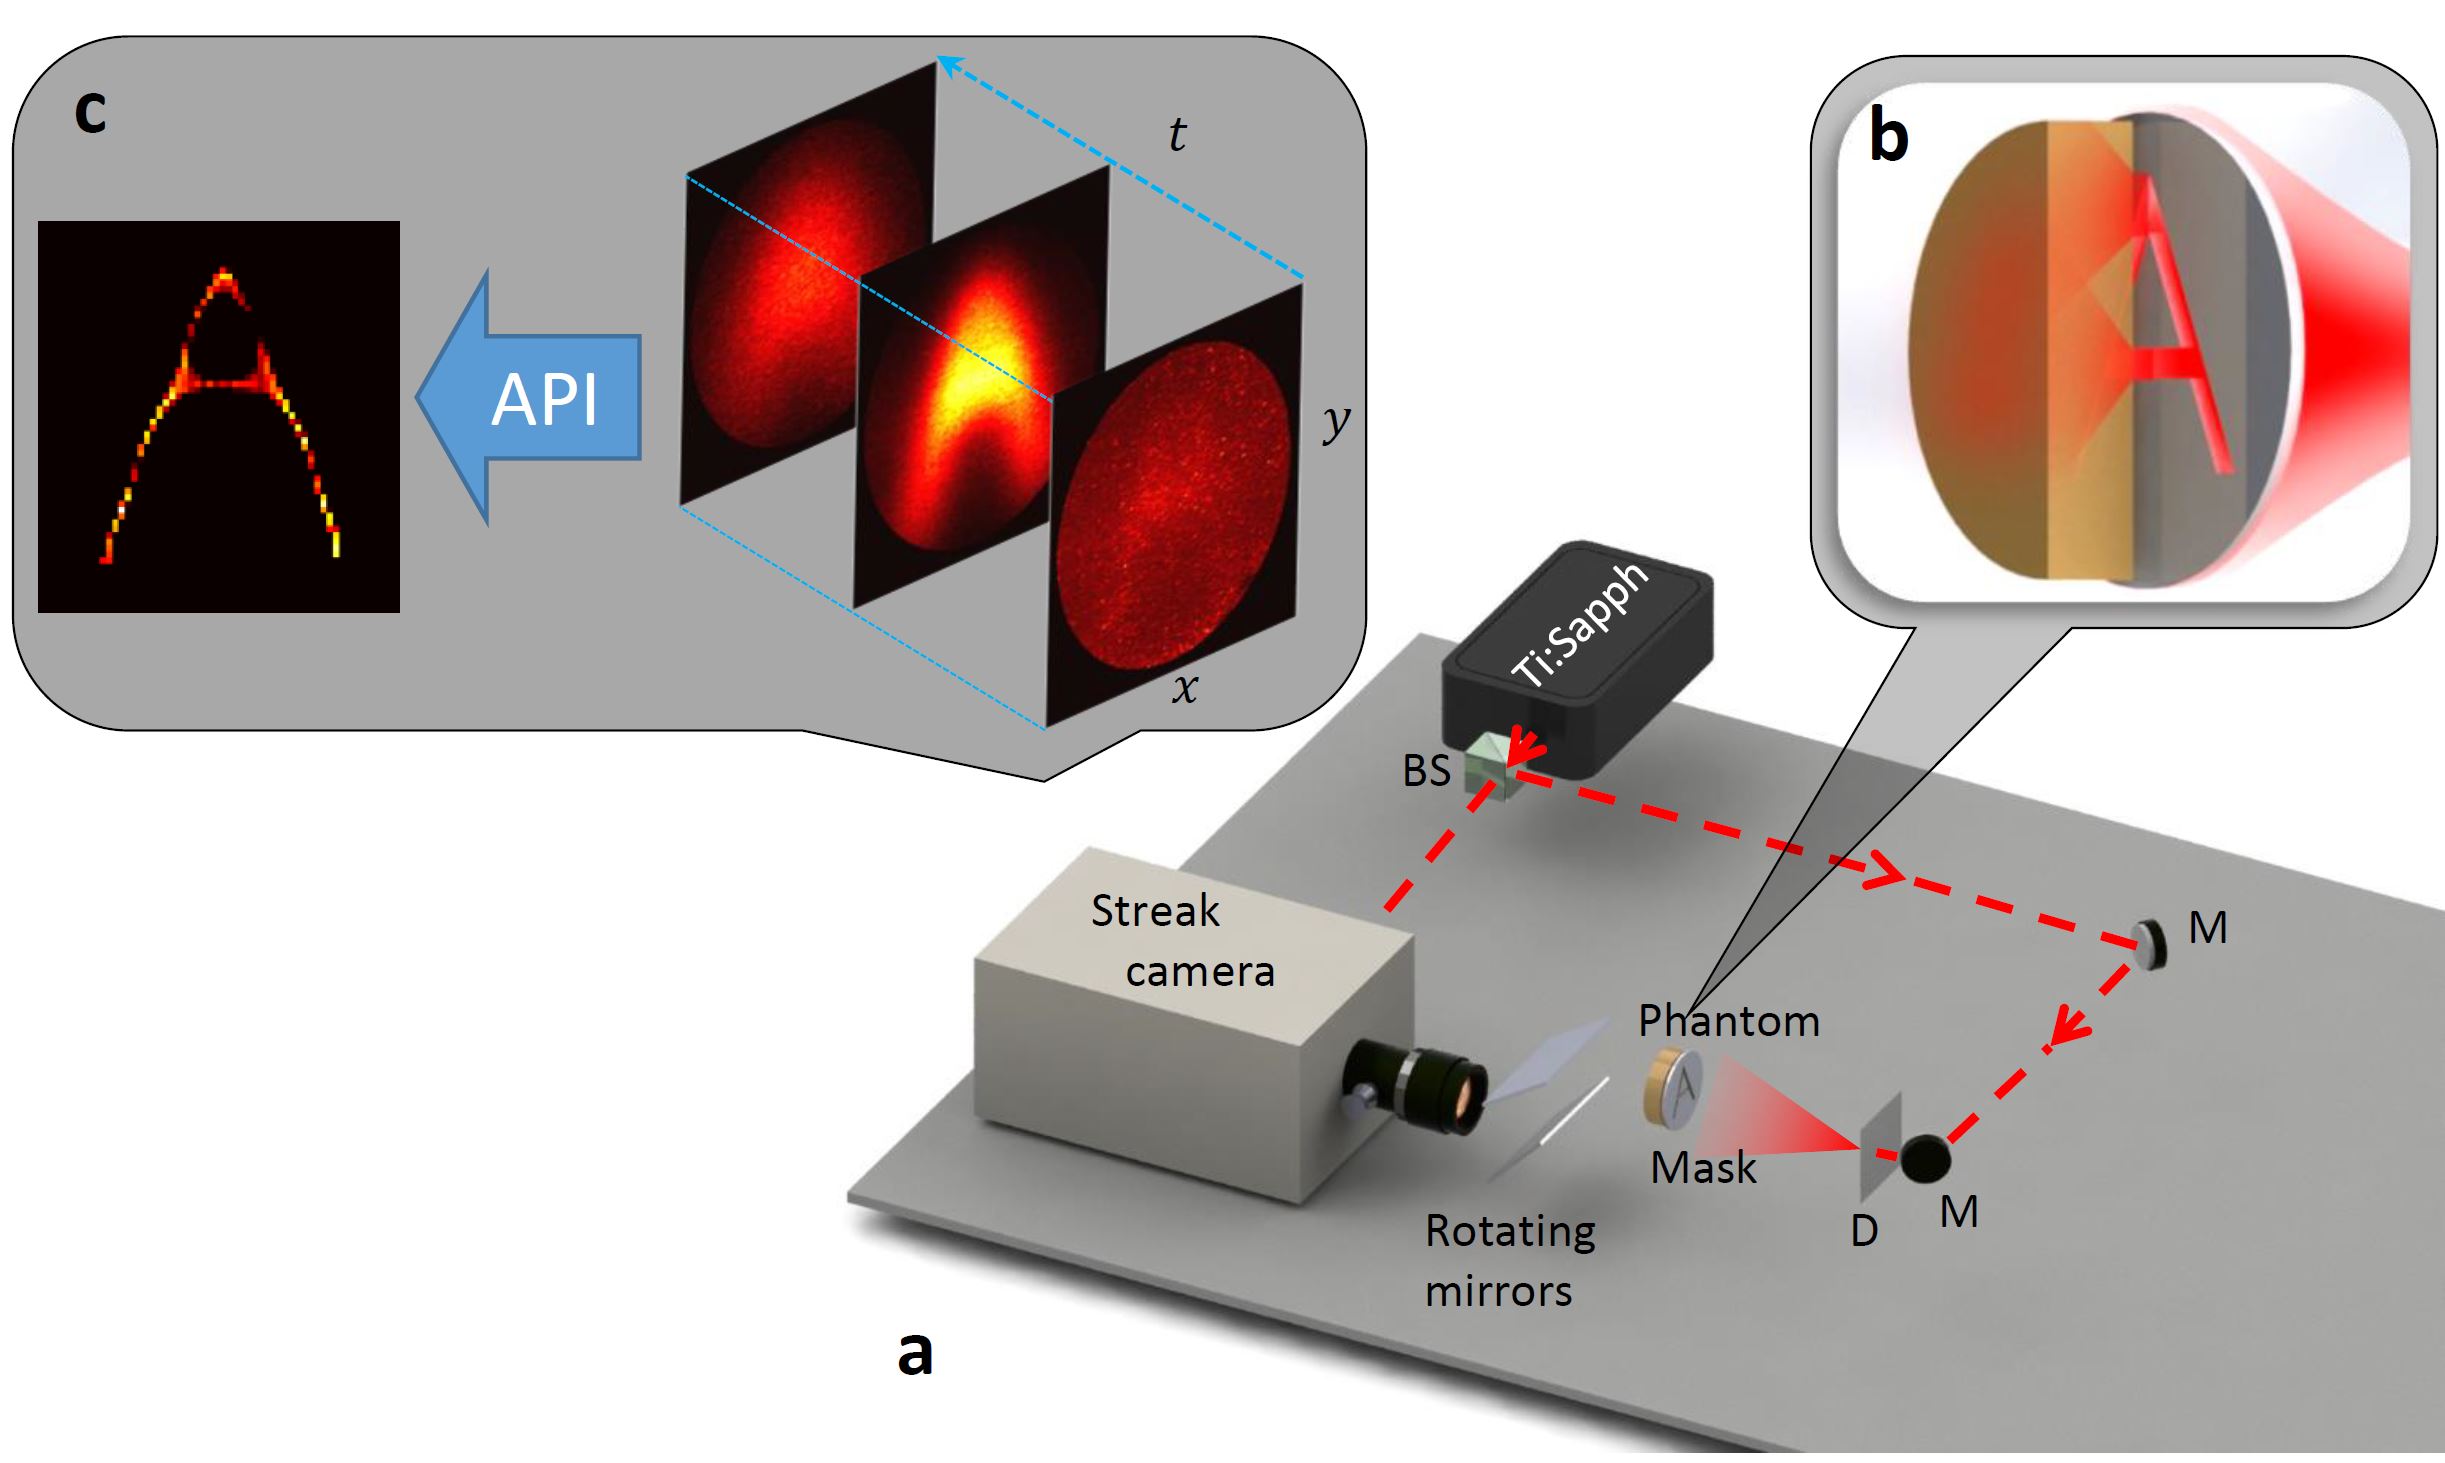 c
t
y
x
API
b
Ti:Sapph
BS
M
Streak
camera
Phantom
Mask
D
M
Rotating
mirrors
a